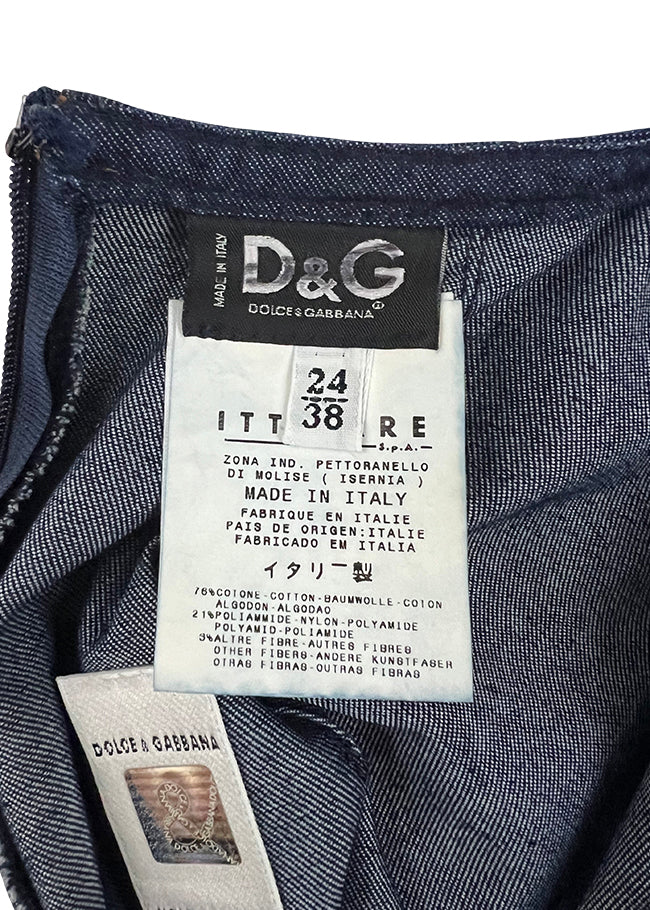 MADE IN ITALY
D&G
DOLCE & GABBANA
24
38
ITT RE
S.p.A.
ZONA IND. PETTORANELLO
DI MOLISE ( ISERNIA )
MADE IN ITALY
FABRIQUE EN ITALIE
PAIS DE ORIGEN:ITALIE
FABRICADO EM ITALIA
イタリー製
76%COTONE-COTTON-BAUMWOLLE-COTON
ALGODON-ALGODAO
21%POLIAMMIDE-NYLON-POLYAMIDE
POLYAMID-POLIAMIDE
3%ALTRE FIBRE-AUTRES FIBRES
OTHER FIBERS-ANDERE KUNSTFASER
OTRAS FIBRAS-OUTRAS FIBRAS
DOLCE & GABBANA